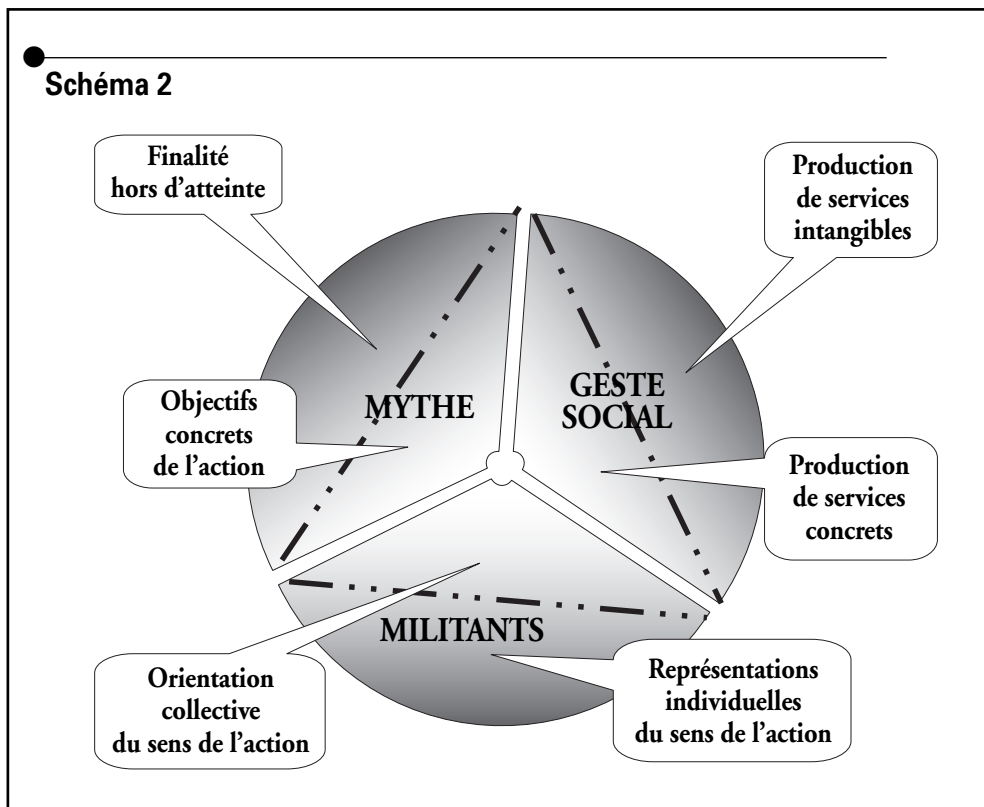 Schéma 2
Finalité
hors d’atteinte
Production
de services
intangibles
MYTHE
GESTE
SOCIAL
Objectifs
concrets
de l’action
Production
de services
concrets
MILITANTS
Orientation
collective
du sens de l’action
Représentations
individuelles
du sens de l’action